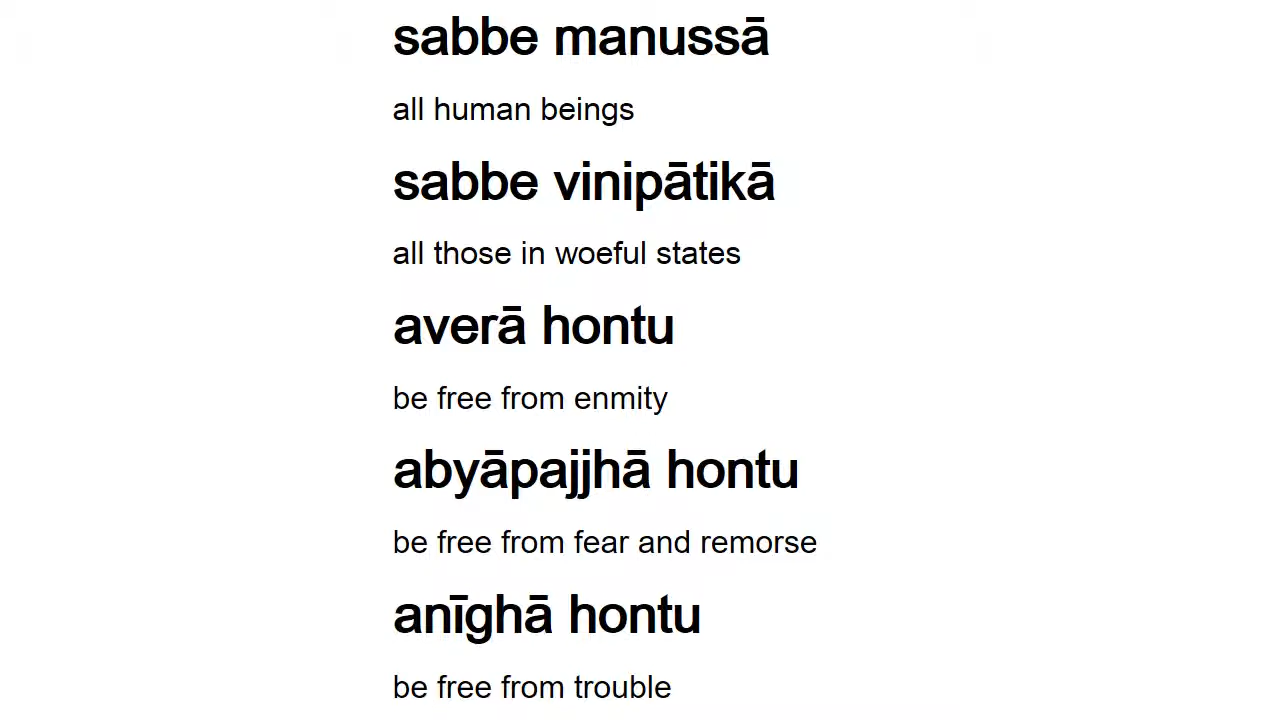 sabbe manussā
all human beings
sabbe vinipātikā
all those in woeful states
averā hontu
be free from enmity
abyāpajjhā hontu
be free from fear and remorse
anīghā hontu
be free from trouble